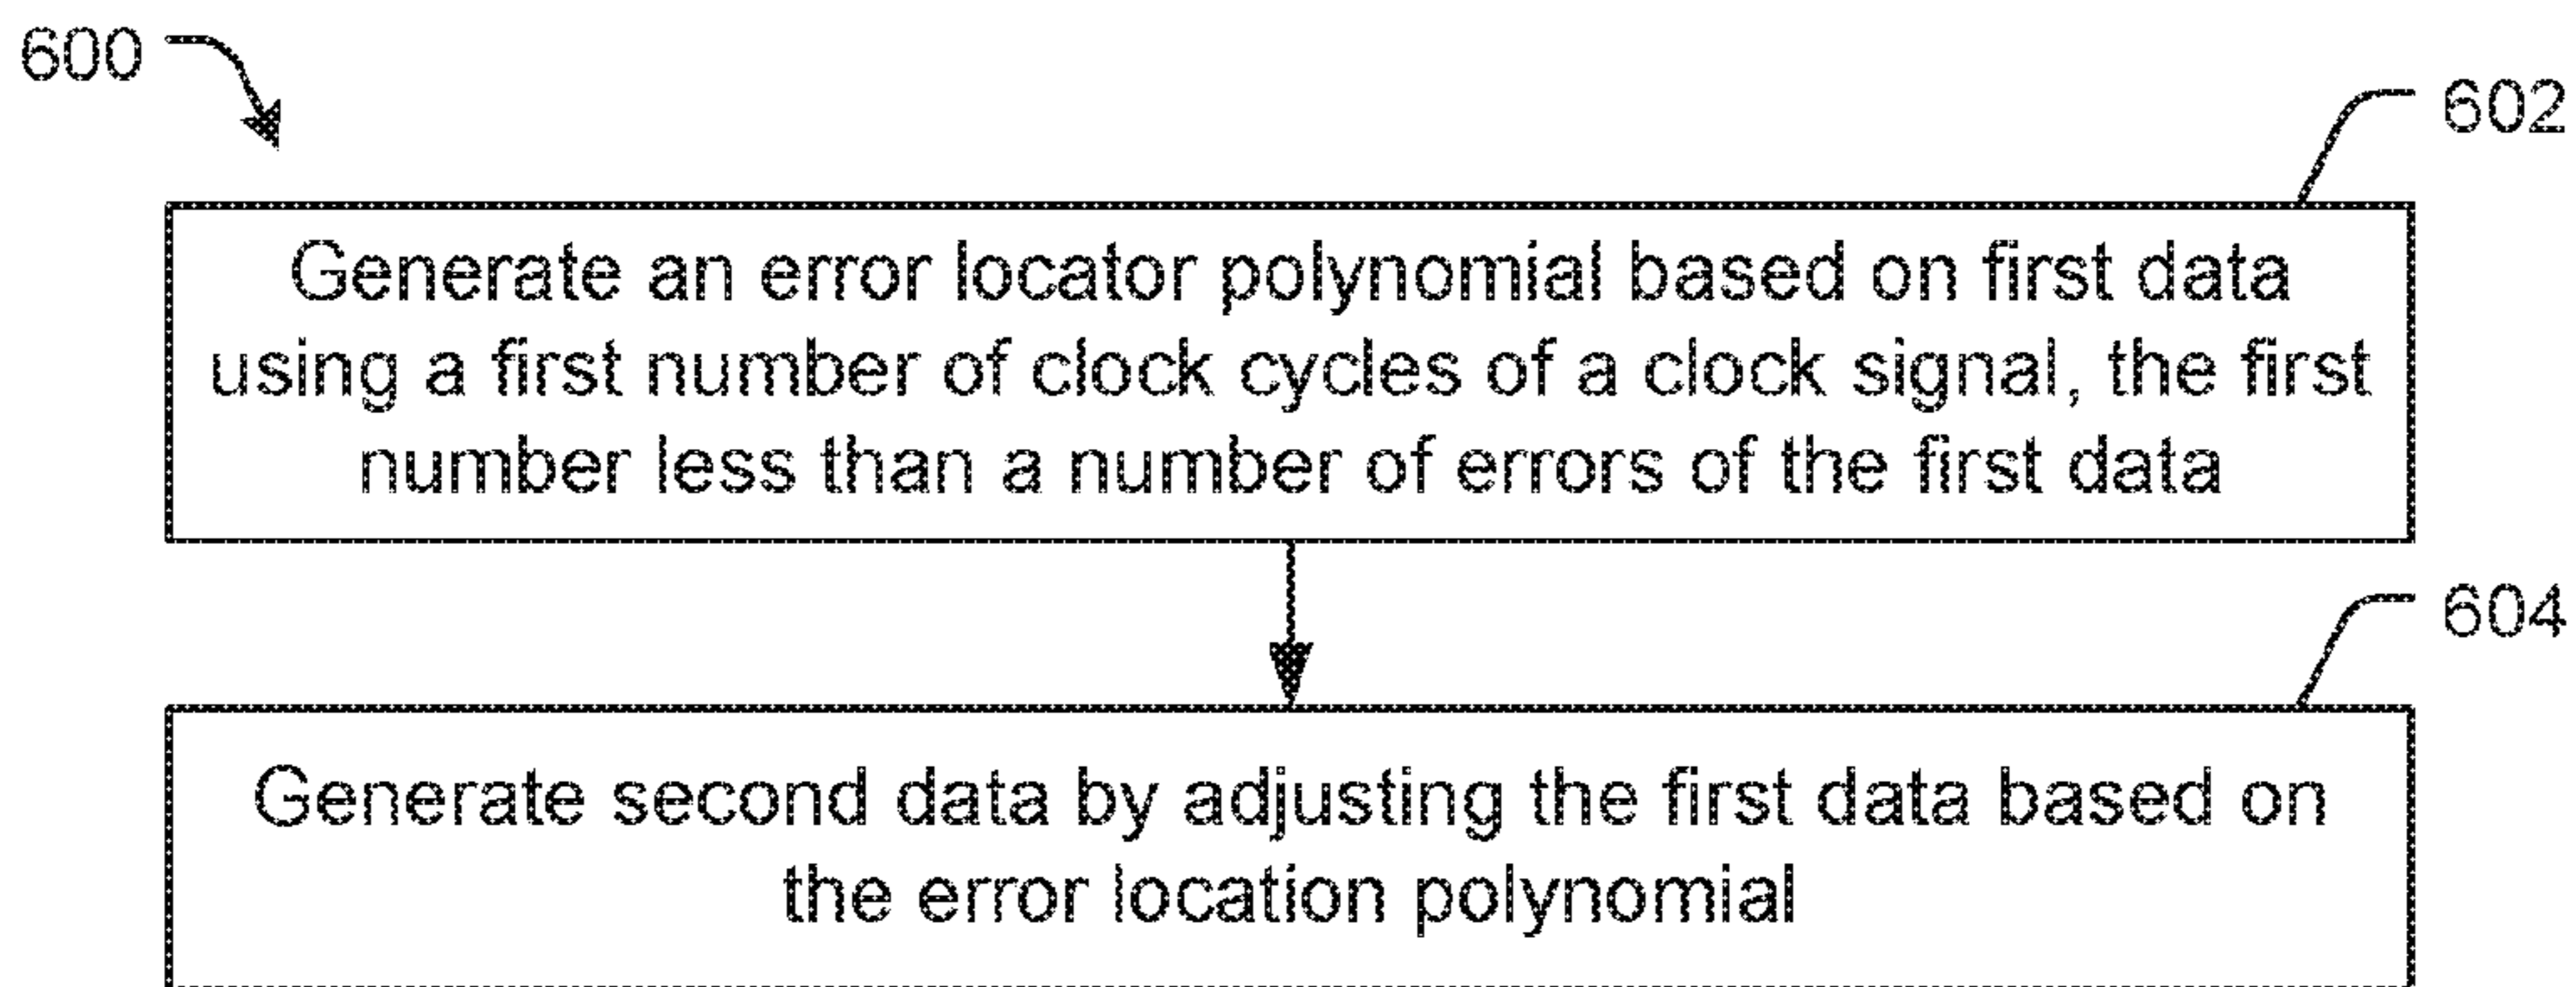 600
602
Generate an error locator polynomial based on first data
using a first number of clock cycles of a clock signal, the first
number less than a number of errors of the first data
604
Generate second data by adjusting the first data based on
the error location polynomial